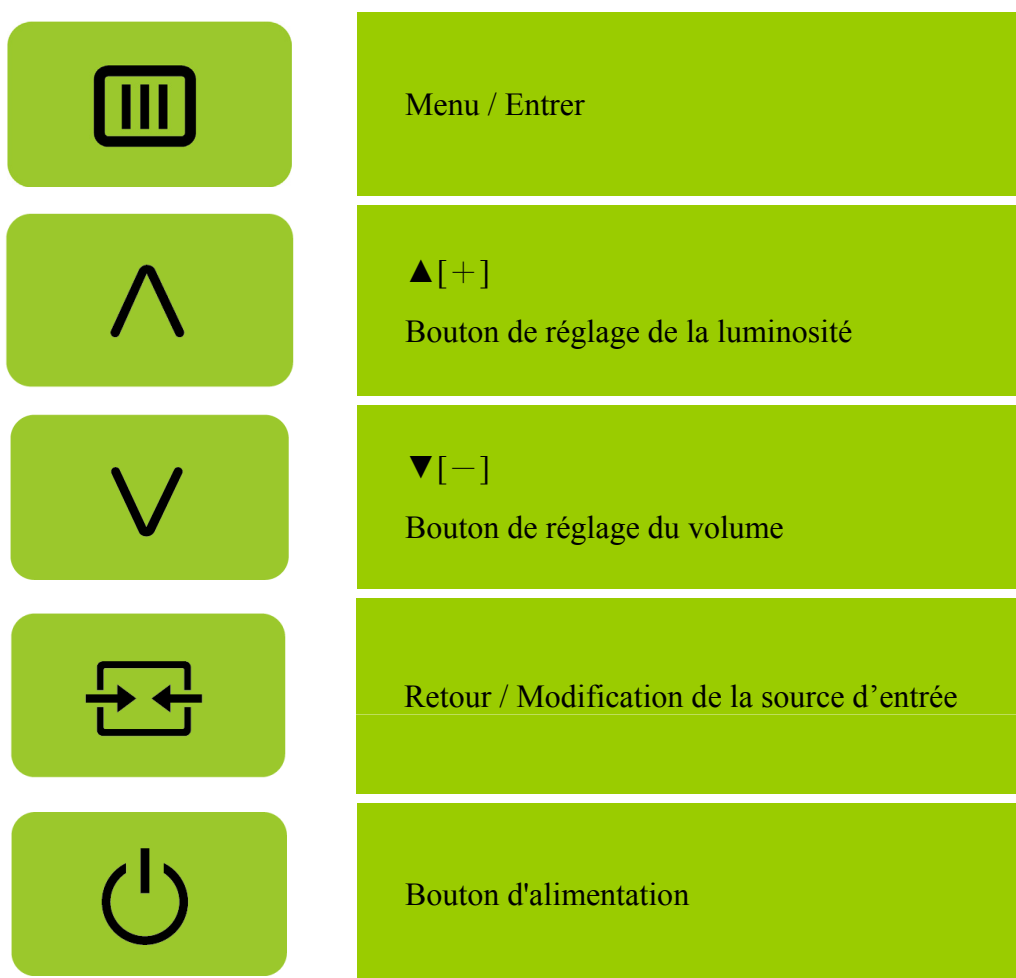 Menu / Entrer
▲[＋]
Bouton de réglage de la luminosité
▼[－]
Bouton de réglage du volume
Retour / Modification de la source d’entrée
Bouton d'alimentation